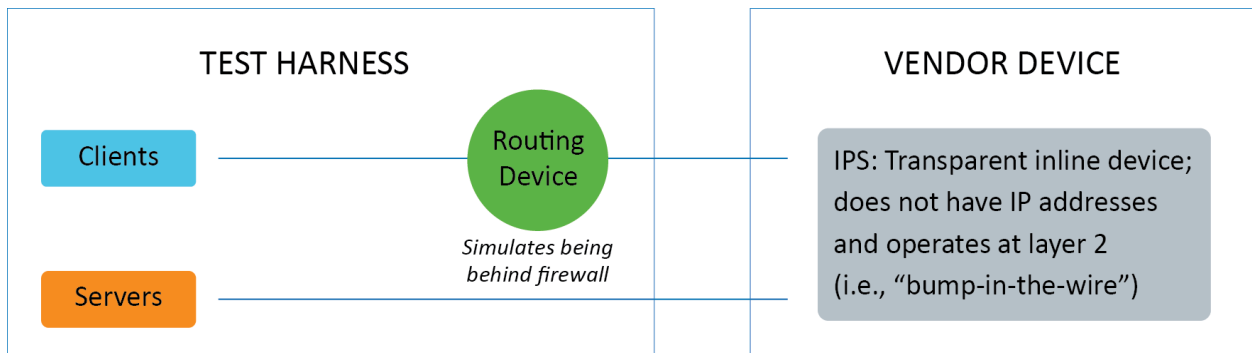 TEST HARNESS
VENDOR DEVICE
Clients
Routing
Device
Simulates being
behind firewall
Servers
IPS: Transparent inline device;
does not have IP addresses
and operates at layer 2
(i.e., “bump-in-the-wire”)